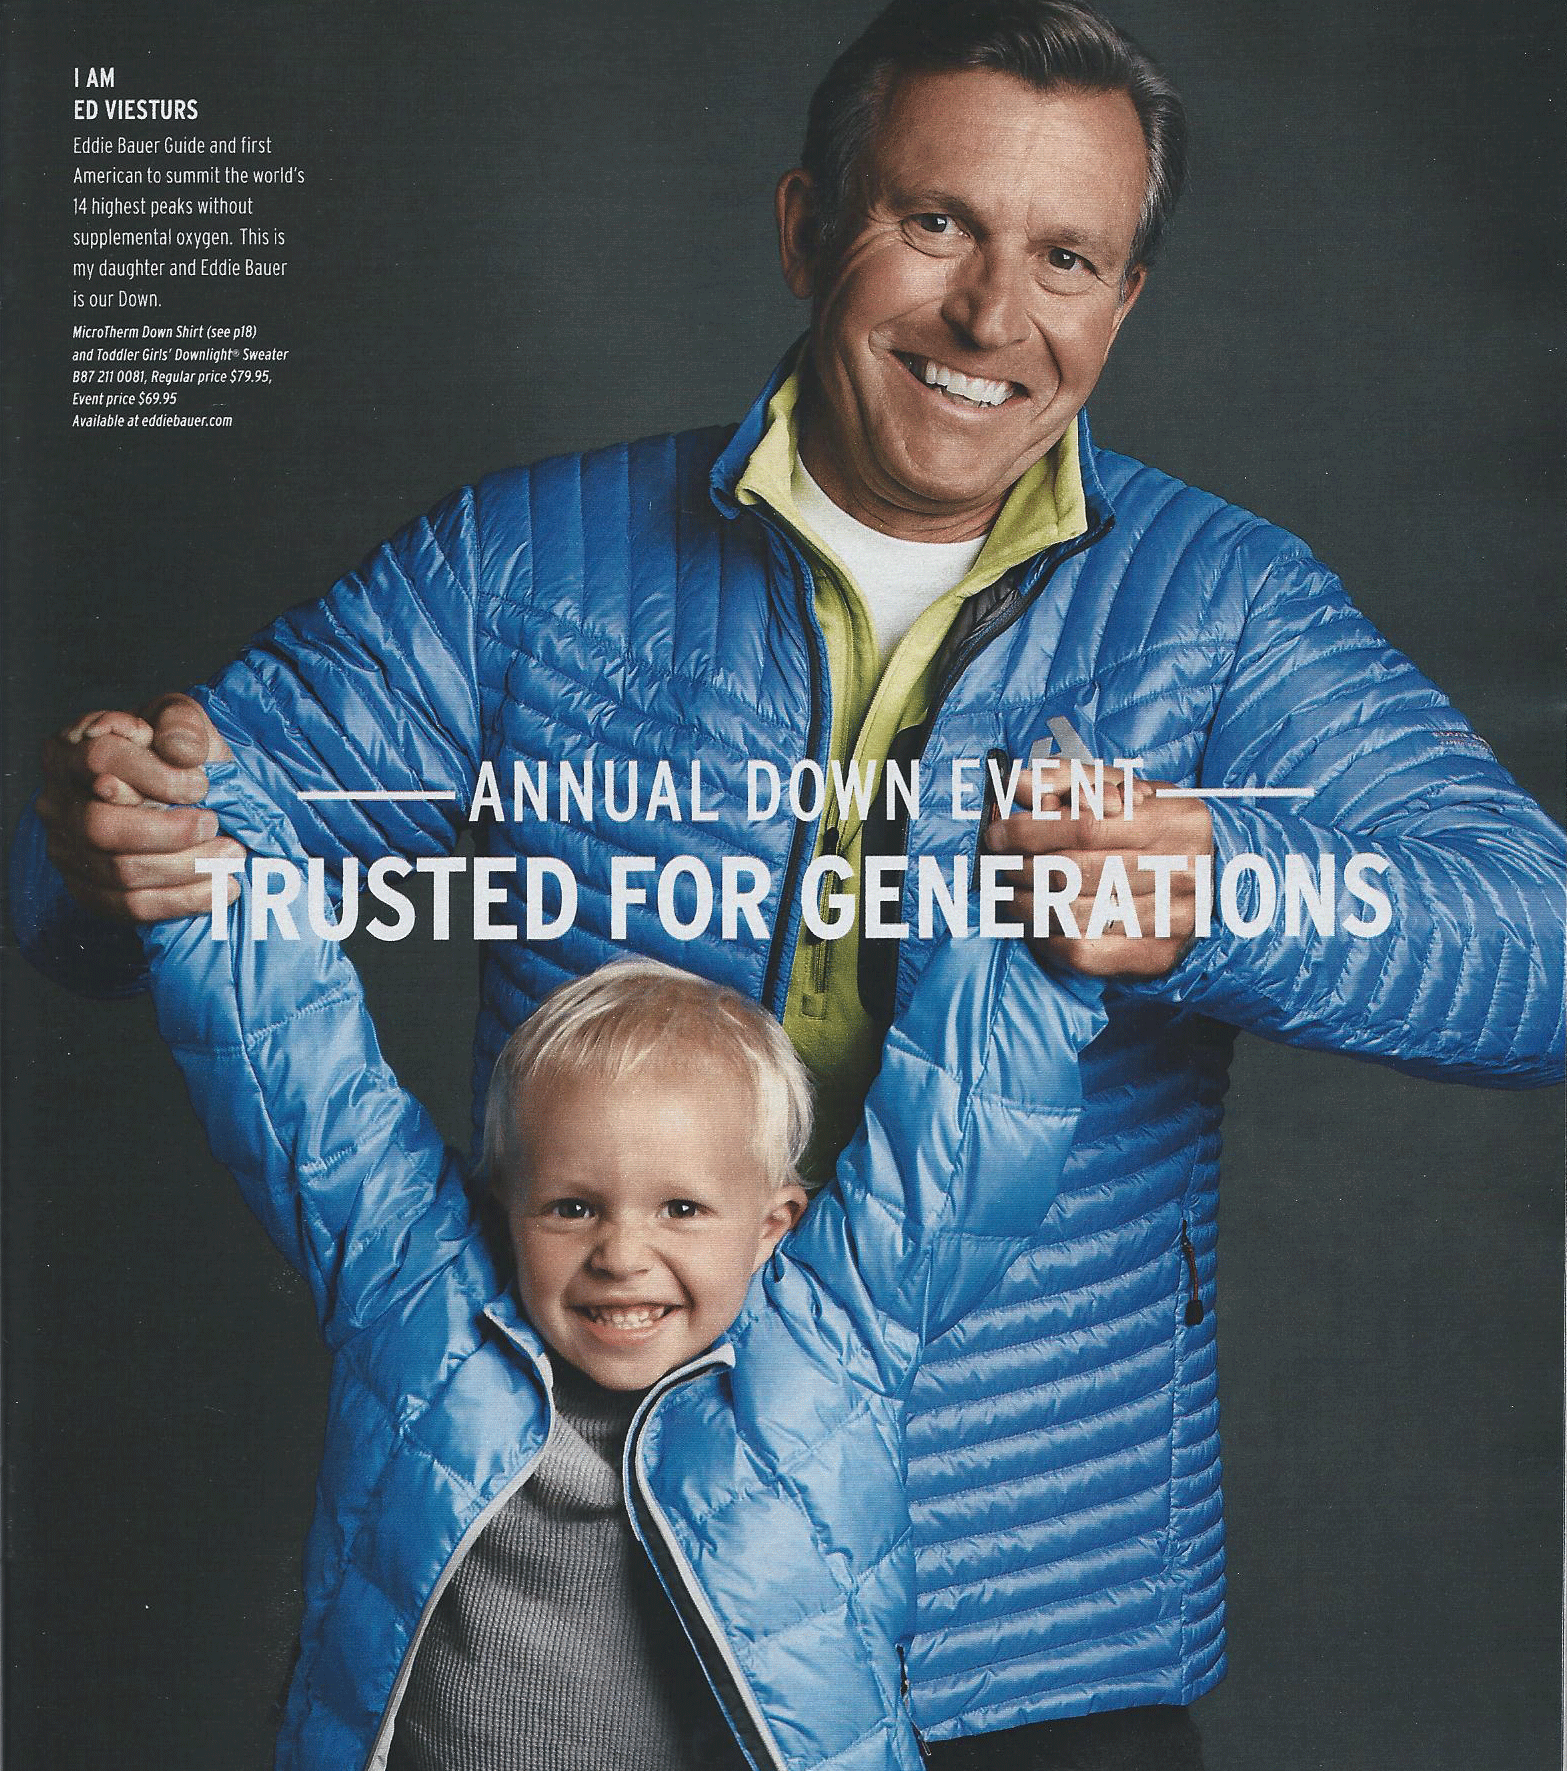 I AM
ED VIESTURS
Eddie Bauer Guide and first
American to summit the world's
14 highest peaks without
supplemental oxygen. This is
my daughter and Eddie Bauer
is our Down.
MicroTherm Down Shirt (see p18)
and Toddler Girls' Downlight® Sweater
B87 211 0081, Regular price $79.95,
Event price $69.95
Available at eddiebauer.com
ANNUAL DOWN EVENT
TRUSTED FOR GENERATIONS